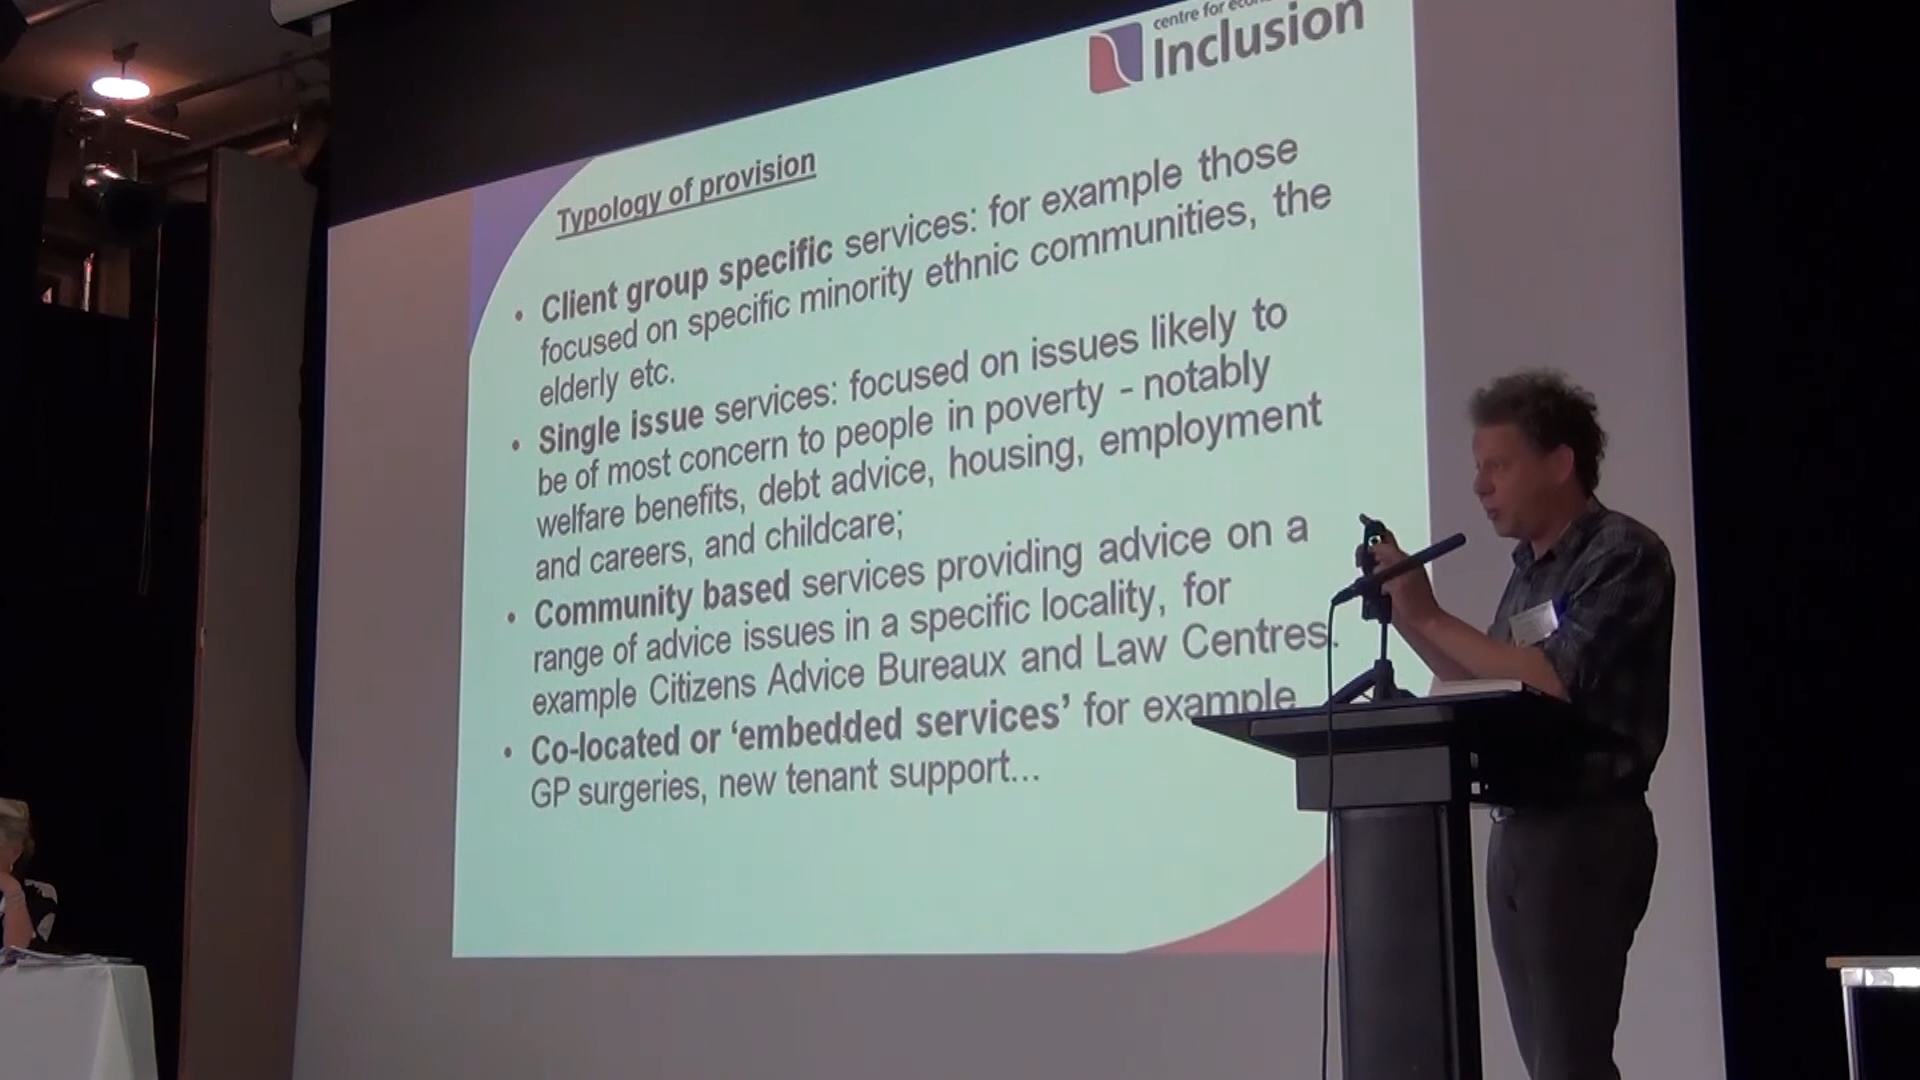 centre for
Inclusion
Typology of provision
• Client group specific services: for example those
focused on specific minority ethnic communities, the
elderly etc.
• Single issue services: focused on issues likely to
be of most concern to people in poverty - notably
welfare benefits, debt advice, housing, employment
and careers, and childcare;
• Community based services providing advice on a
range of advice issues in a specific locality, for
example Citizens Advice Bureaux and Law Centres.
• Co-located or ‘embedded services’ for example
GP surgeries, new tenant support...